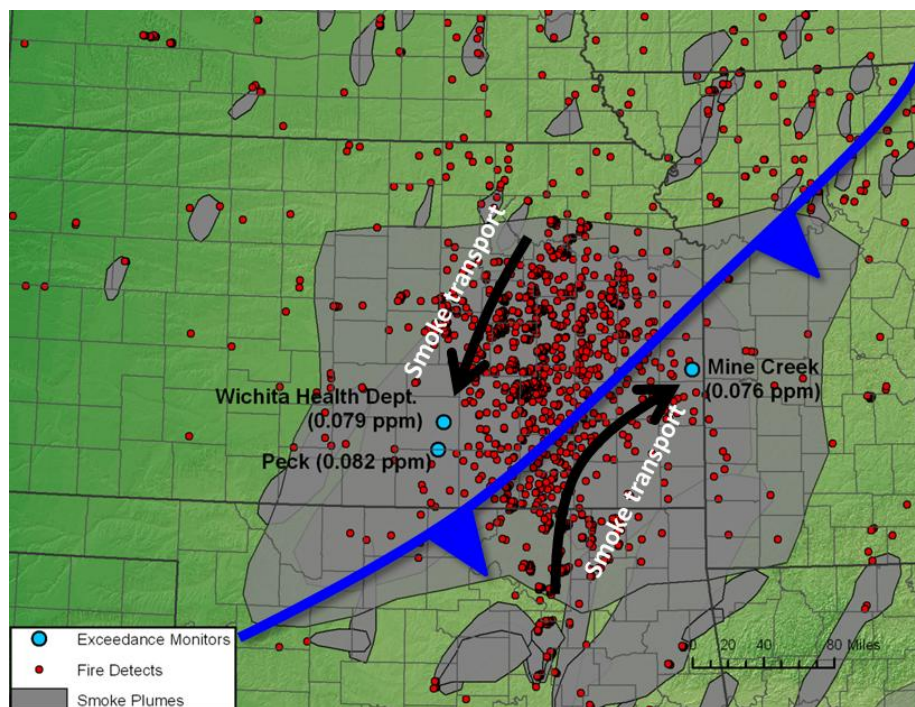 Smoke transport
Wichita Health Dept.
(0.079 ppm)
Peck (0.082 ppm)
Mine Creek
(0.076 ppm)
Smoke transport
0 20 40 80 Miles
Exceedance Monitors
Fire Detects
Smoke Plumes